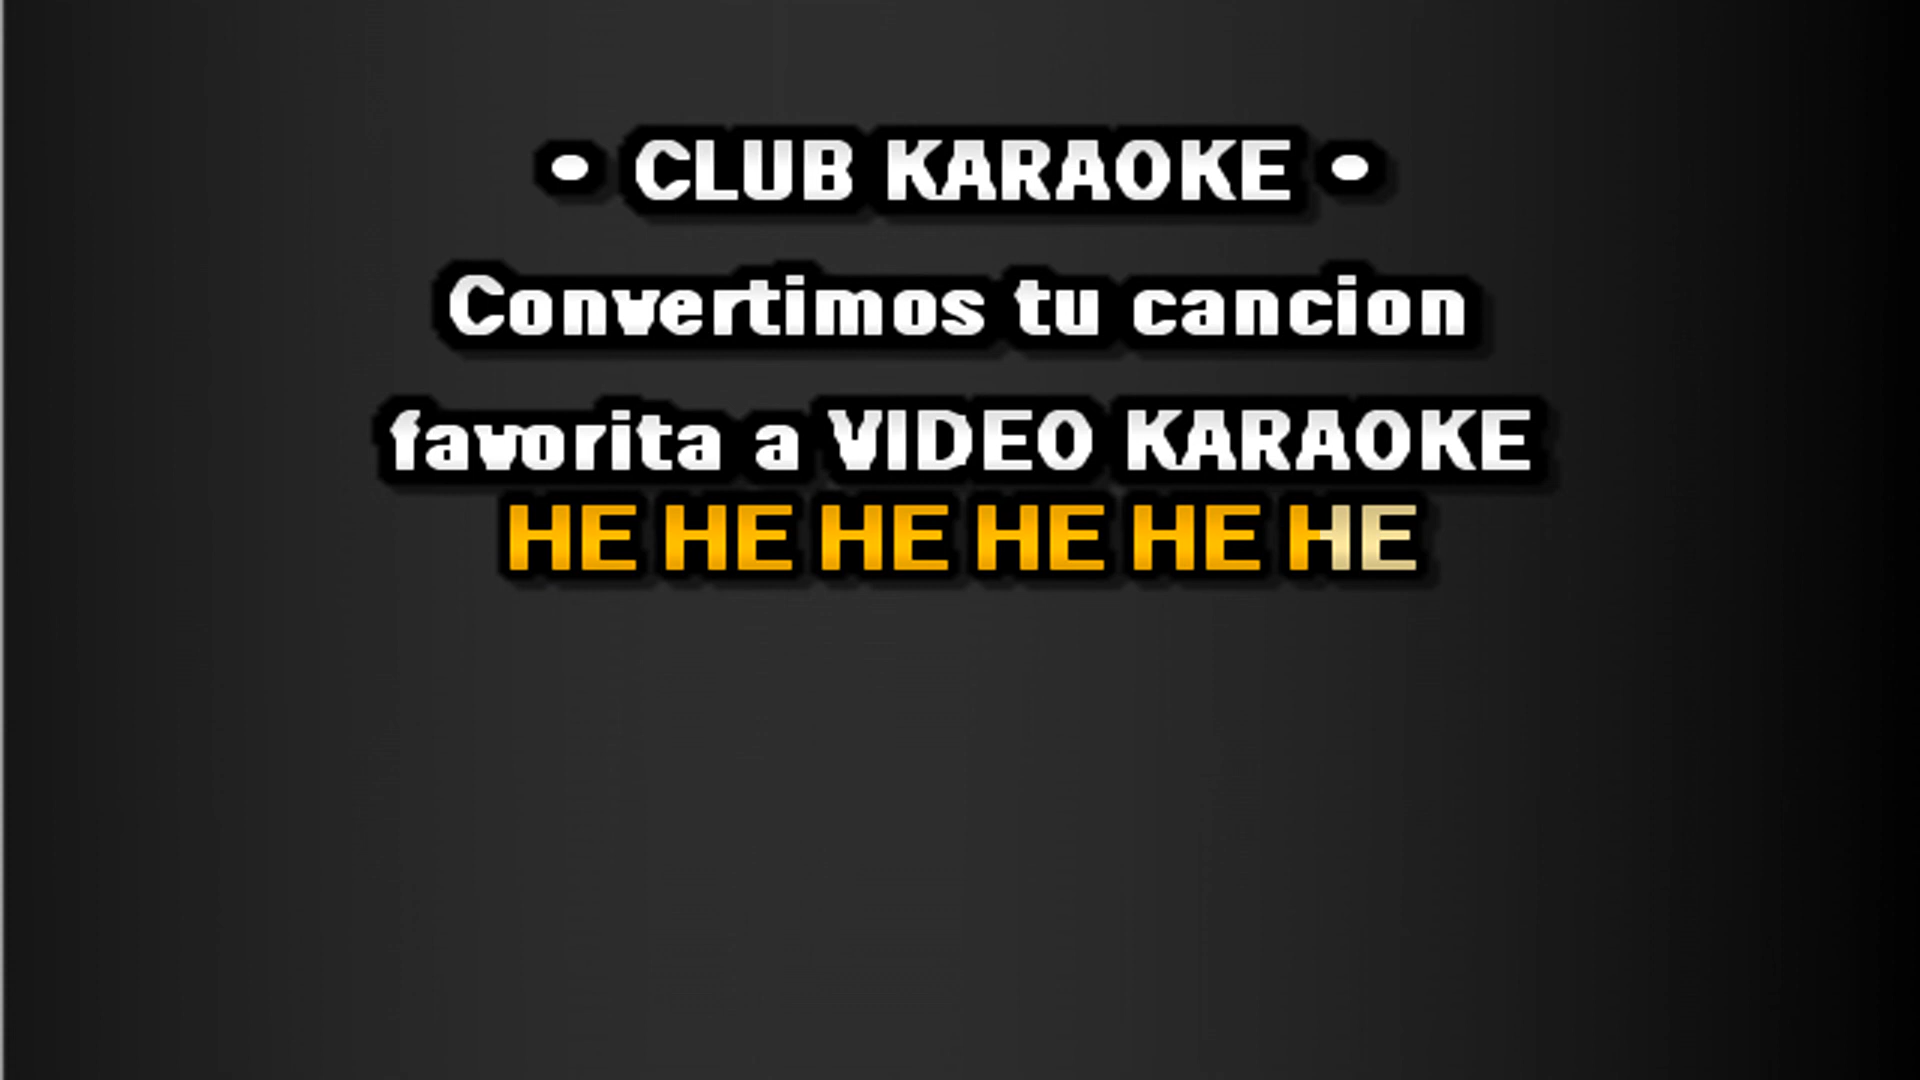 • CLUB KARAOKE •
Convertimos tu cancion
favorita a VIDEO KARAOKE
HE HE HE HE HE HE